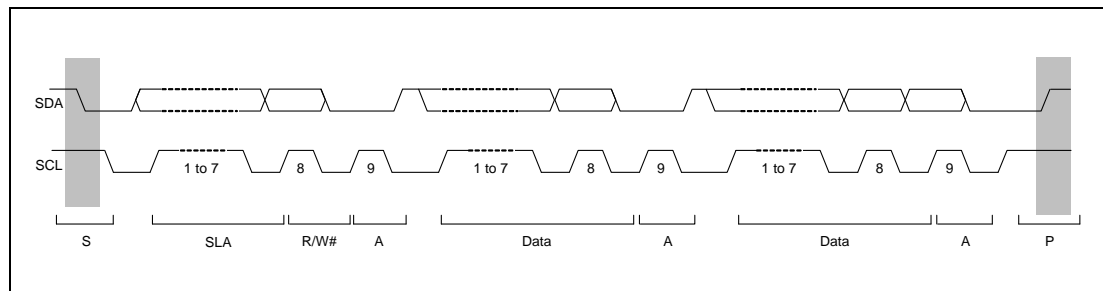 SDA
SCL
1 to 7 8 9 1 to 7 8 9 1 to 7 8 9
S SLA R/W# A Data A Data A P